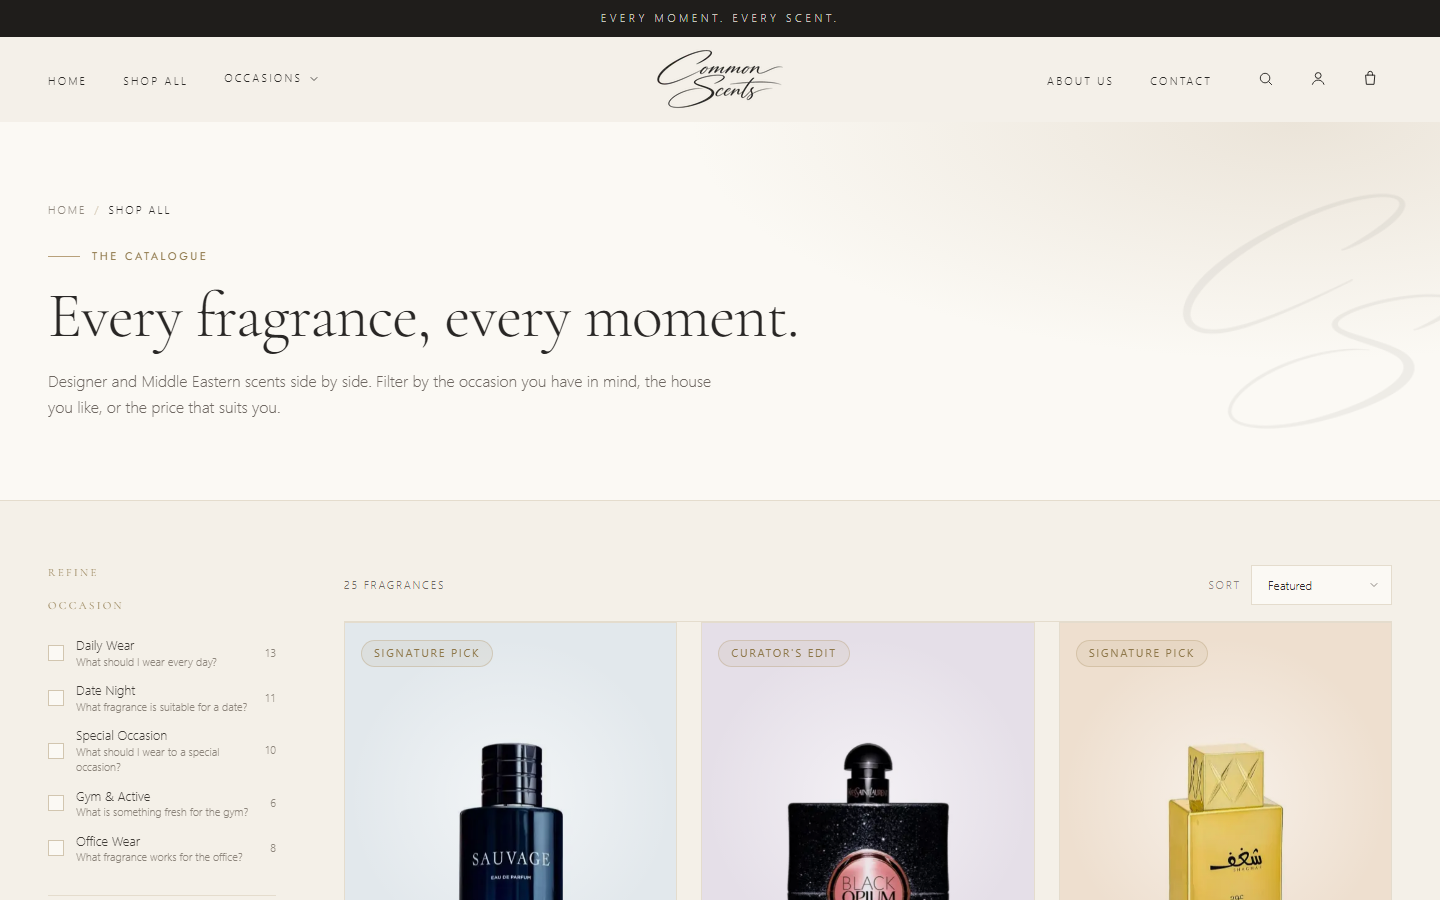 EVERY MOMENT. EVERY SCENT.
HOME
SHOP ALL
OCCASIONS
Common
Scents
ABOUT US
CONTACT
HOME / SHOP ALL
THE CATALOGUE
Every fragrance, every moment.
Designer and Middle Eastern scents side by side. Filter by the occasion you have in mind, the house
you like, or the price that suits you.
REFINE
OCCASION
Daily Wear
What should I wear every day?
13
Date Night
What fragrance is suitable for a date?
11
Special Occasion
What should I wear to a special
occasion?
10
Gym & Active
What is something fresh for the gym?
6
Office Wear
What fragrance works for the office?
8
25 FRAGRANCES
SORT
Featured
SIGNATURE PICK
SAUVAGE
EAU DE PARFUM
CURATOR'S EDIT
YVESSAINTLAURENT
BLACK
OPIUM
SIGNATURE PICK
شغف
SHAGHAF